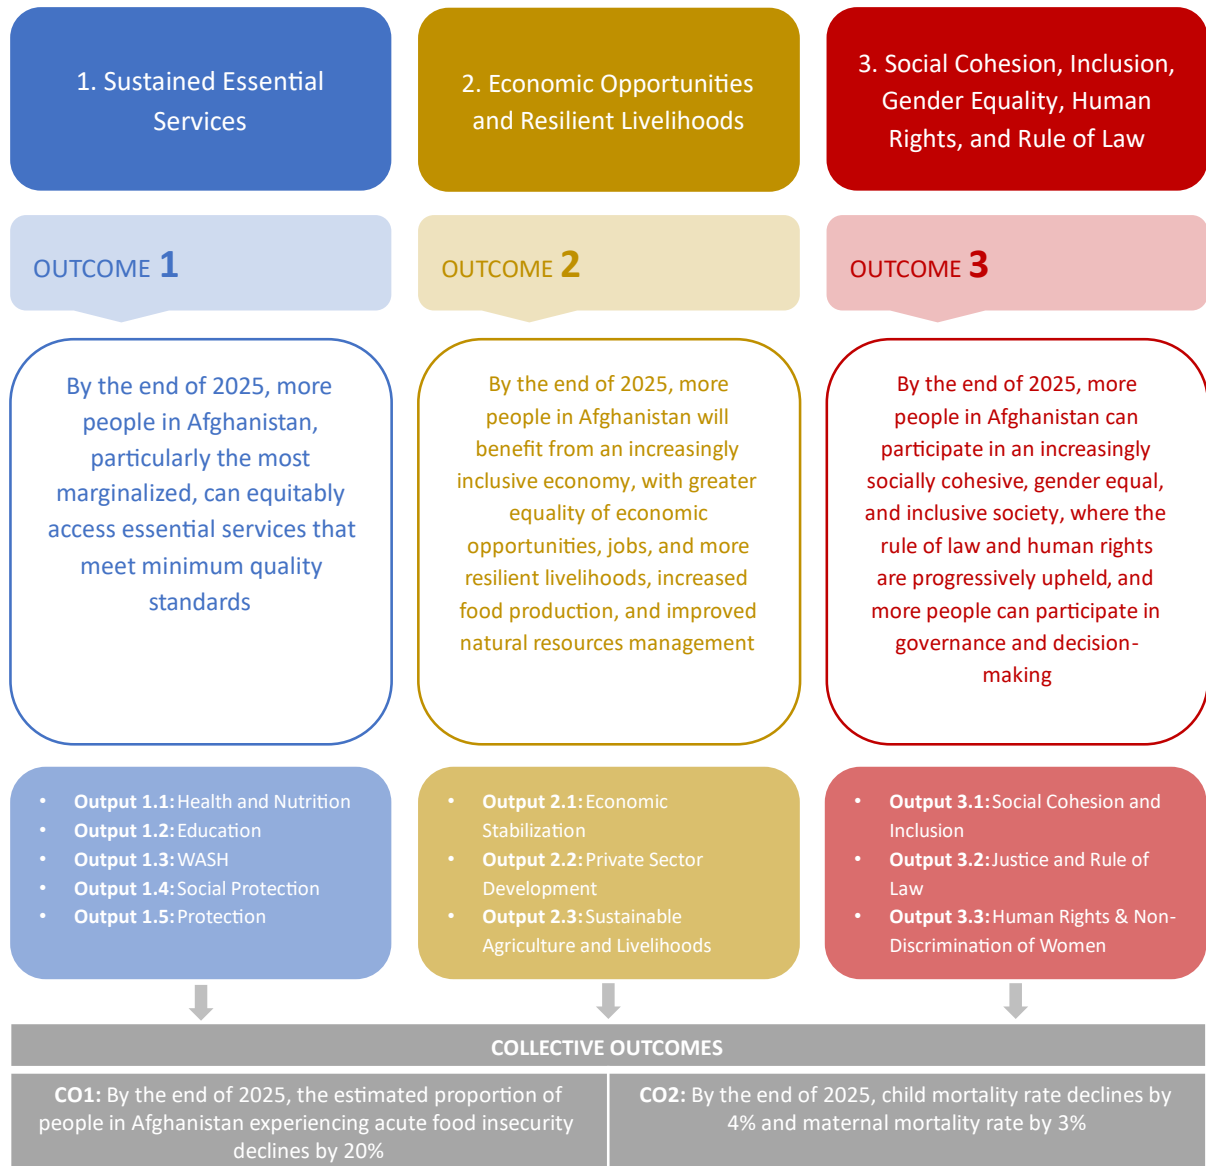 1. Sustained Essential
Services
2. Economic Opportunities
and Resilient Livelihoods
3. Social Cohesion, Inclusion,
Gender Equality, Human
Rights, and Rule of Law
OUTCOME 1
OUTCOME 2
OUTCOME 3
By the end of 2025, more
people in Afghanistan,
particularly the most
marginalized, can equitably
access essential services that
meet minimum quality
standards
By the end of 2025, more
people in Afghanistan will
benefit from an increasingly
inclusive economy, with greater
equality of economic
opportunities, jobs, and more
resilient livelihoods, increased
food production, and improved
natural resources management
By the end of 2025, more
people in Afghanistan can
participate in an increasingly
socially cohesive, gender equal,
and inclusive society, where the
rule of law and human rights
are progressively upheld, and
more people can participate in
governance and decision-
making
• Output 1.1: Health and Nutrition
• Output 1.2: Education
• Output 1.3: WASH
• Output 1.4: Social Protection
• Output 1.5: Protection
• Output 2.1: Economic
Stabilization
• Output 2.2: Private Sector
Development
• Output 2.3: Sustainable
Agriculture and Livelihoods
• Output 3.1: Social Cohesion and
Inclusion
• Output 3.2: Justice and Rule of
Law
• Output 3.3: Human Rights & Non-
Discrimination of Women
COLLECTIVE OUTCOMES
CO1: By the end of 2025, the estimated proportion of
people in Afghanistan experiencing acute food insecurity
declines by 20%
CO2: By the end of 2025, child mortality rate declines by
4% and maternal mortality rate by 3%